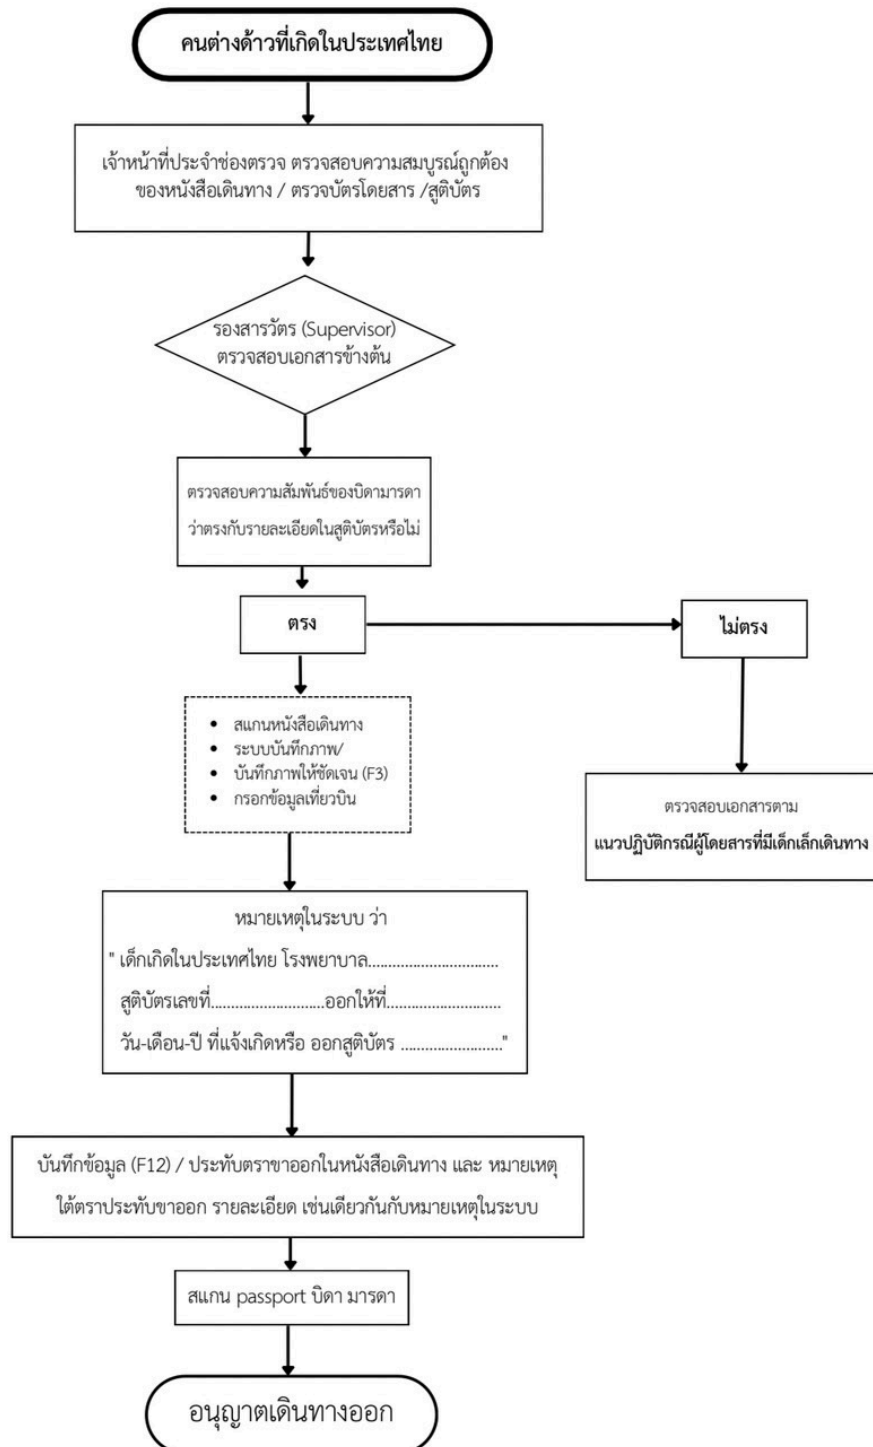 คนต่างด้าวที่เกิดในประเทศไทย
เจ้าหน้าที่ประจำช่องตรวจ ตรวจสอบความสมบูรณ์ถูกต้อง
ของหนังสือเดินทาง / ตรวจบัตรโดยสาร /สูติบัตร
รองสารวัตร (Supervisor)
ตรวจสอบเอกสารข้างต้น
ตรวจสอบความสัมพันธ์ของบิดามารดา
ว่าตรงกับรายละเอียดในสูติบัตรหรือไม่
ตรง
ไม่ตรง
• สแกนหนังสือเดินทาง
• ระบบบันทึกภาพ/
• บันทึกภาพให้ชัดเจน (F3)
• กรอกข้อมูลเที่ยวบิน
ตรวจสอบเอกสารตาม
แนวปฏิบัติกรณีผู้โดยสารที่มีเด็กเล็กเดินทาง
หมายเหตุในระบบ ว่า
" เด็กเกิดในประเทศไทย โรงพยาบาล................................
สูติบัตรเลขที่............................ออกให้ที่............................
วัน-เดือน-ปี ที่แจ้งเกิดหรือ ออกสูติบัตร ........................."
บันทึกข้อมูล (F12) / ประทับตราขาออกในหนังสือเดินทาง และ หมายเหตุ
ใต้ตราประทับขาออก รายละเอียด เช่นเดียวกันกับหมายเหตุในระบบ
สแกน passport บิดา มารดา
อนุญาตเดินทางออก